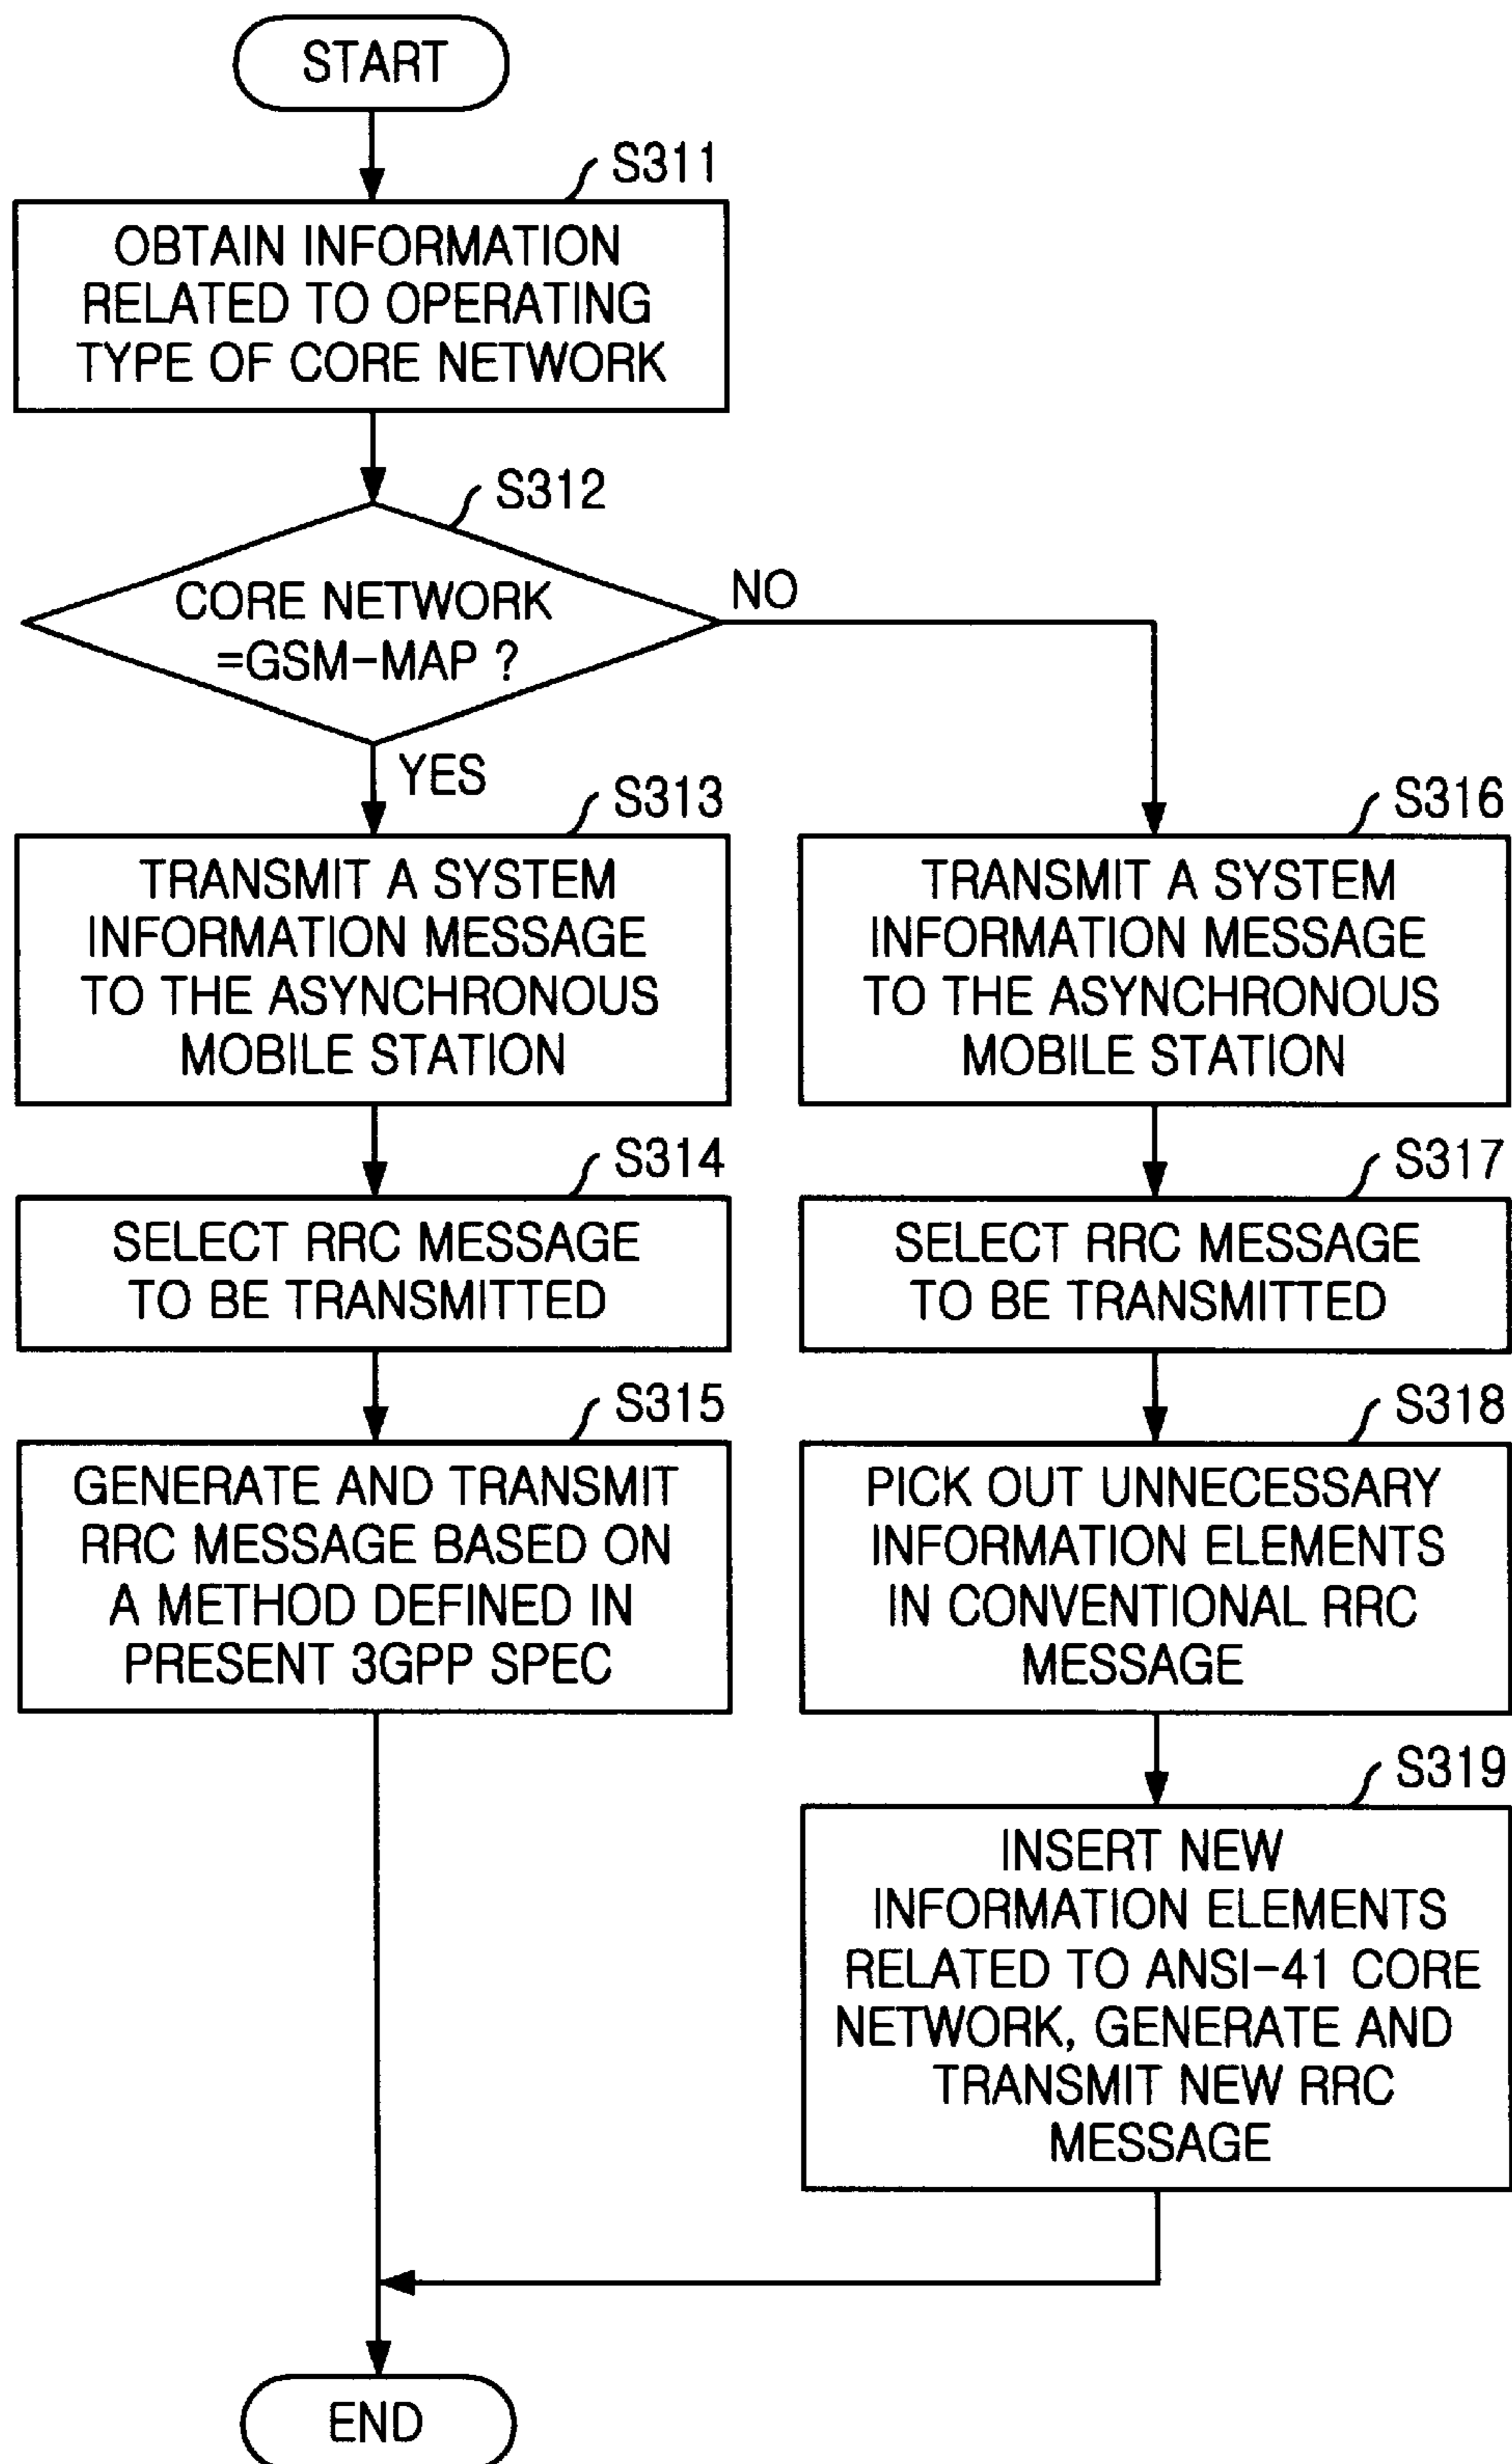 START
S311
OBTAIN INFORMATION
RELATED TO OPERATING
TYPE OF CORE NETWORK
S312
CORE NETWORK
=GSM-MAP ?
NO
YES
S313
TRANSMIT A SYSTEM
INFORMATION MESSAGE
TO THE ASYNCHRONOUS
MOBILE STATION
S314
SELECT RRC MESSAGE
TO BE TRANSMITTED
S315
GENERATE AND TRANSMIT
RRC MESSAGE BASED ON
A METHOD DEFINED IN
PRESENT 3GPP SPEC
S316
TRANSMIT A SYSTEM
INFORMATION MESSAGE
TO THE ASYNCHRONOUS
MOBILE STATION
S317
SELECT RRC MESSAGE
TO BE TRANSMITTED
S318
PICK OUT UNNECESSARY
INFORMATION ELEMENTS
IN CONVENTIONAL RRC
MESSAGE
S319
INSERT NEW
INFORMATION ELEMENTS
RELATED TO ANSI-41 CORE
NETWORK, GENERATE AND
TRANSMIT NEW RRC
MESSAGE
END